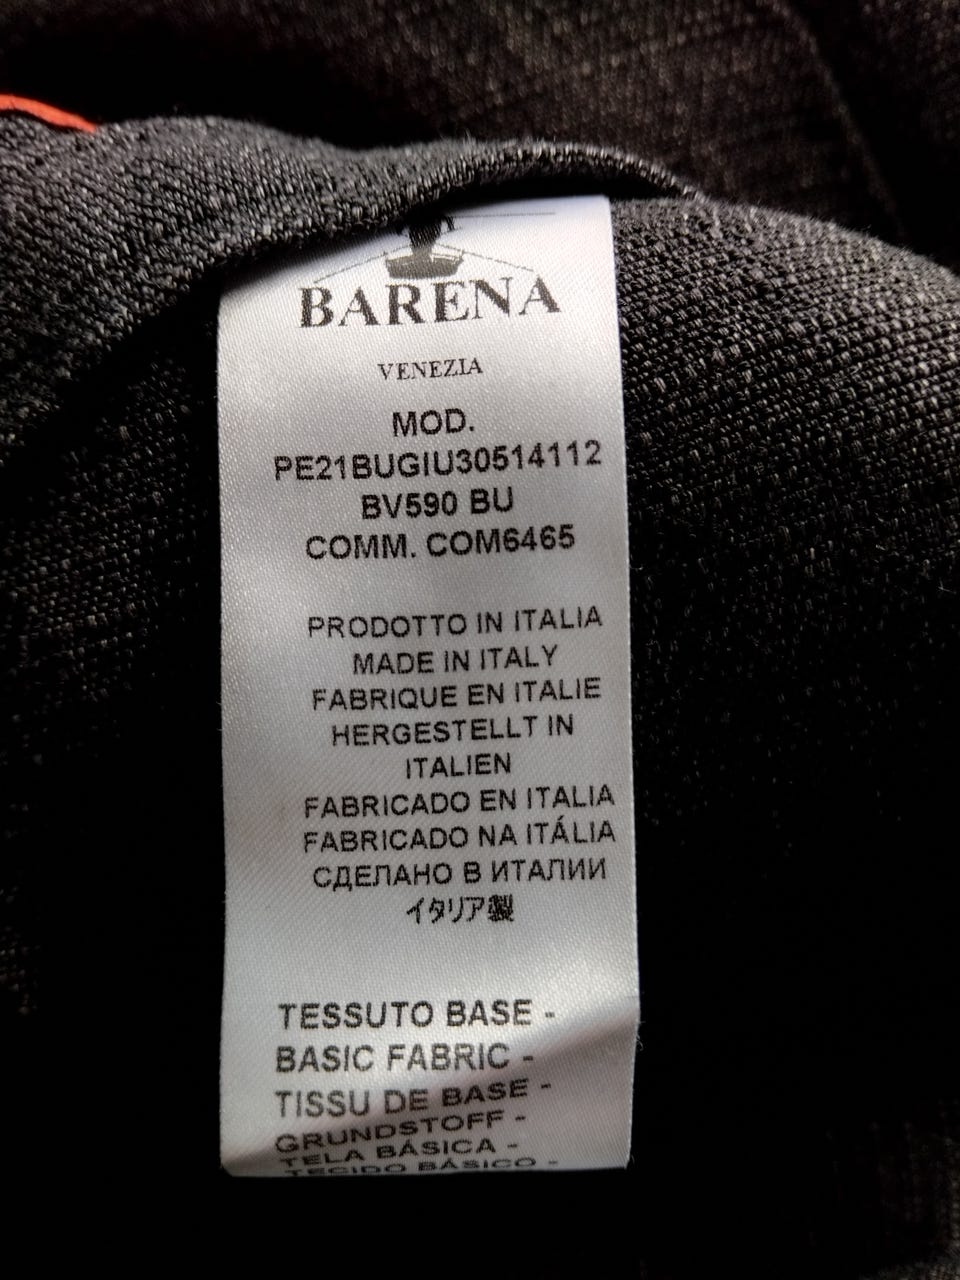 BARENA
VENEZIA
MOD.
PE21BUGIU30514112
BV590 BU
COMM. COM6465
PRODOTTO IN ITALIA
MADE IN ITALY
FABRIQUE EN ITALIE
HERGESTELLT IN
ITALIEN
FABRICADO EN ITALIA
FABRICADO NA ITÁLIA
СДЕЛАНО В ИТАЛИИ
イタリア製
TESSUTO BASE -
BASIC FABRIC -
TISSU DE BASE -
GRUNDSTOFF -
TELA BÁSICA -
TECIDO BÁSICO -